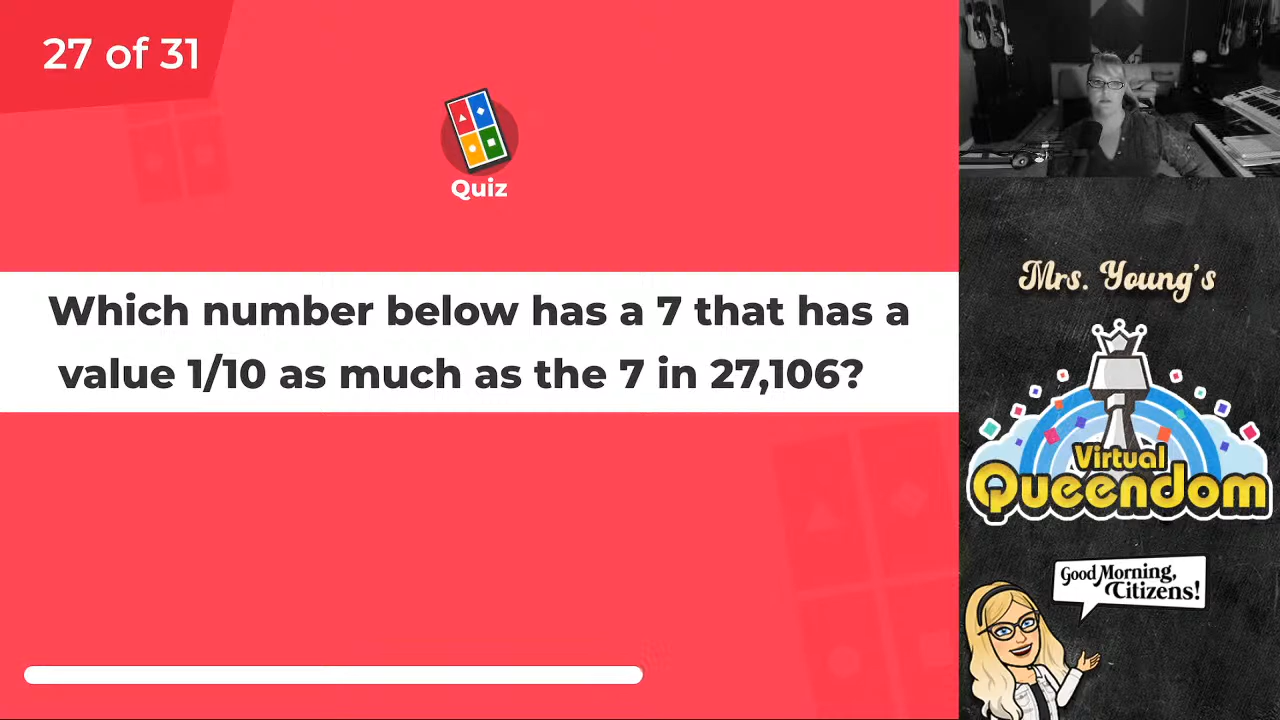 27 of 31
Quiz
Which number below has a 7 that has a
value 1/10 as much as the 7 in 27,106?
Mrs. Young's
Virtual
Queendom
Good Morning,
Citizens!